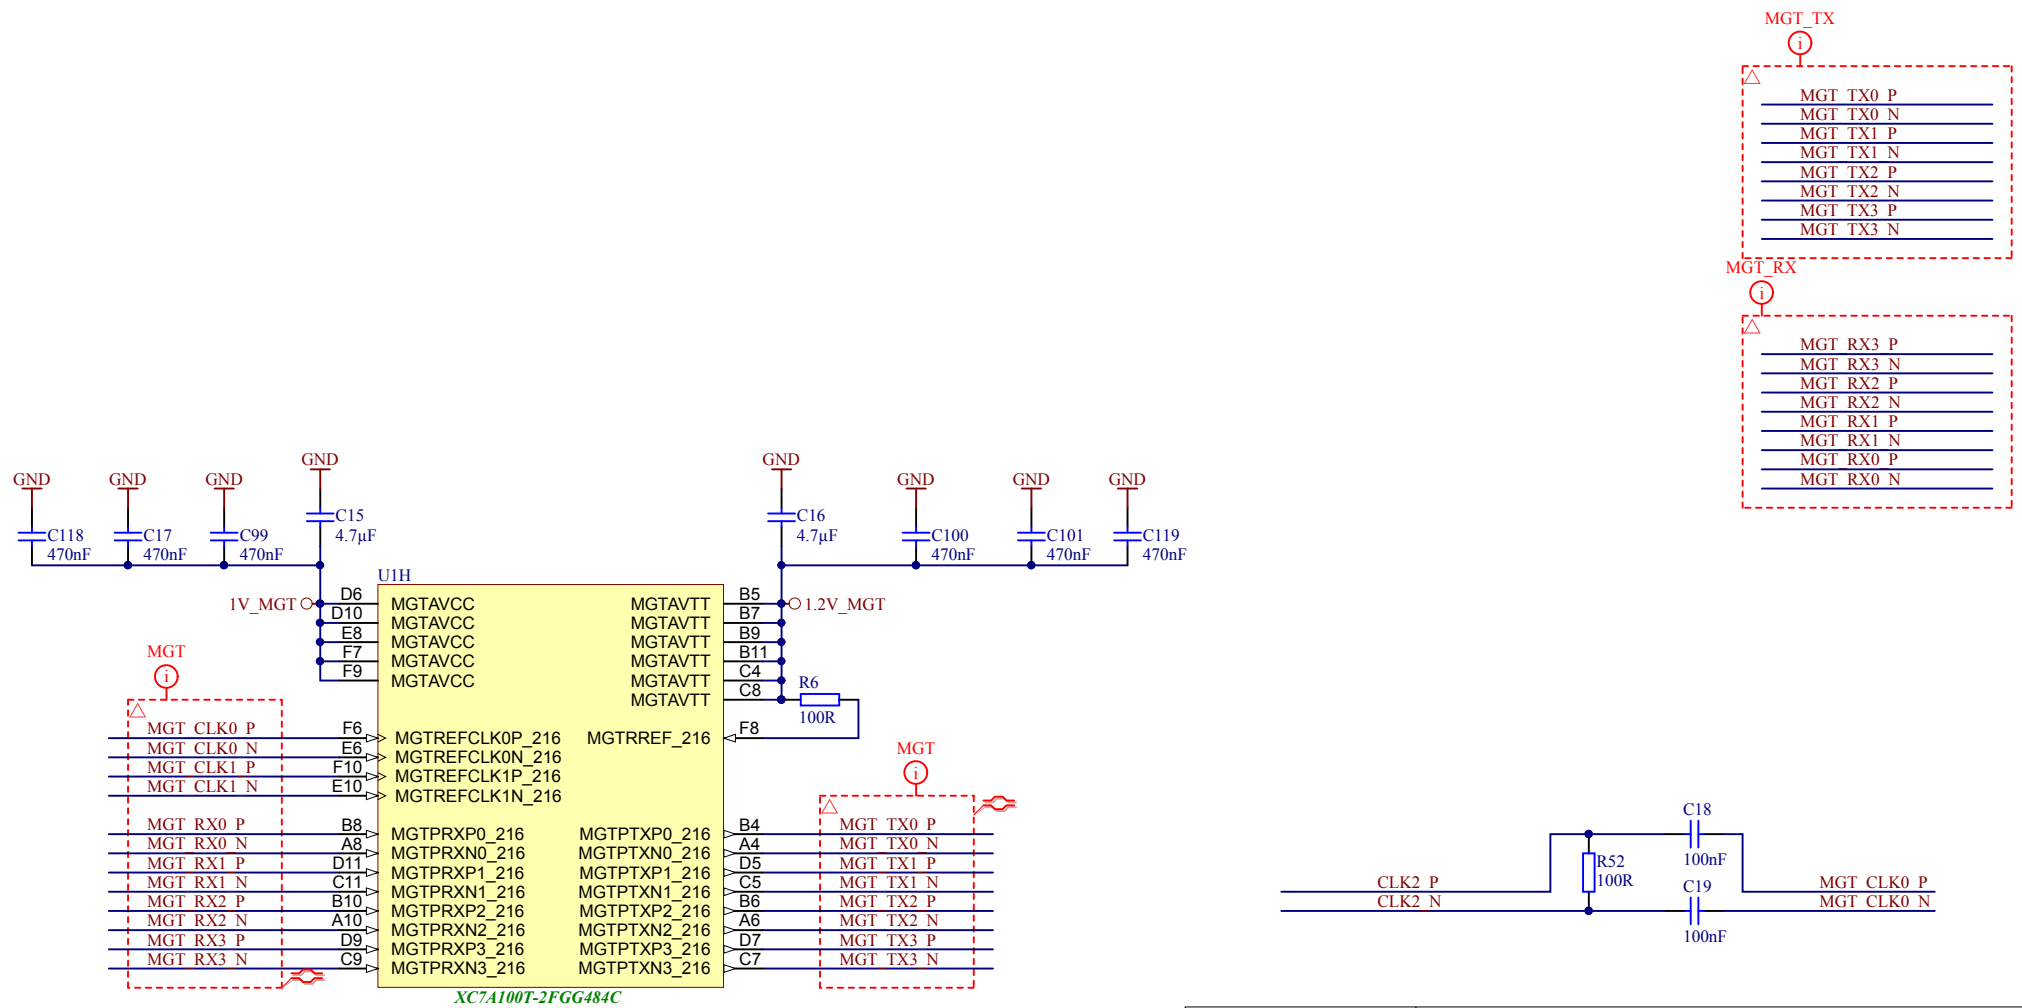 MGT_TX
i
MGT_TX0_P
MGT_TX0_N
MGT_TX1_P
MGT_TX1_N
MGT_TX2_P
MGT_TX2_N
MGT_TX3_P
MGT_TX3_N
MGT_RX
i
MGT_RX3_P
MGT_RX3_N
MGT_RX2_P
MGT_RX2_N
MGT_RX1_P
MGT_RX1_N
MGT_RX0_P
MGT_RX0_N
GND
C118
470nF
GND
C17
470nF
GND
C99
470nF
GND
C15
4.7µF
GND
C16
4.7µF
GND
C100
470nF
GND
C101
470nF
GND
C119
470nF
U1H
1V_MGT
D6 MGTAVCC
D10 MGTAVCC
E8 MGTAVCC
F7 MGTAVCC
F9 MGTAVCC
MGTAVTT B5
1.2V_MGT
MGTAVTT B7
MGTAVTT B9
MGTAVTT B11
MGTAVTT C4
MGTAVTT C8
R6
100R
MGTRREF_216 F8
MGT
i
MGT_CLK0_P F6 MGTREFCLK0P_216
MGT_CLK0_N E6 MGTREFCLK0N_216
MGT_CLK1_P F10 MGTREFCLK1P_216
MGT_CLK1_N E10 MGTREFCLK1N_216
MGT_RX0_P B8 MGTPRXP0_216
MGT_RX0_N A8 MGTPRXN0_216
MGT_RX1_P D11 MGTPRXP1_216
MGT_RX1_N C11 MGTPRXN1_216
MGT_RX2_P B10 MGTPRXP2_216
MGT_RX2_N A10 MGTPRXN2_216
MGT_RX3_P D9 MGTPRXP3_216
MGT_RX3_N C9 MGTPRXN3_216
MGT
i
MGTPTXP0_216 B4 MGT_TX0_P
MGTPTXN0_216 A4 MGT_TX0_N
MGTPTXP1_216 D5 MGT_TX1_P
MGTPTXN1_216 C5 MGT_TX1_N
MGTPTXP2_216 B6 MGT_TX2_P
MGTPTXN2_216 A6 MGT_TX2_N
MGTPTXP3_216 D7 MGT_TX3_P
MGTPTXN3_216 C7 MGT_TX3_N
XC7A100T-2FGG484C
C18
100nF
R52
100R
C19
100nF
CLK2_P
CLK2_N
MGT_CLK0_P
MGT_CLK0_N